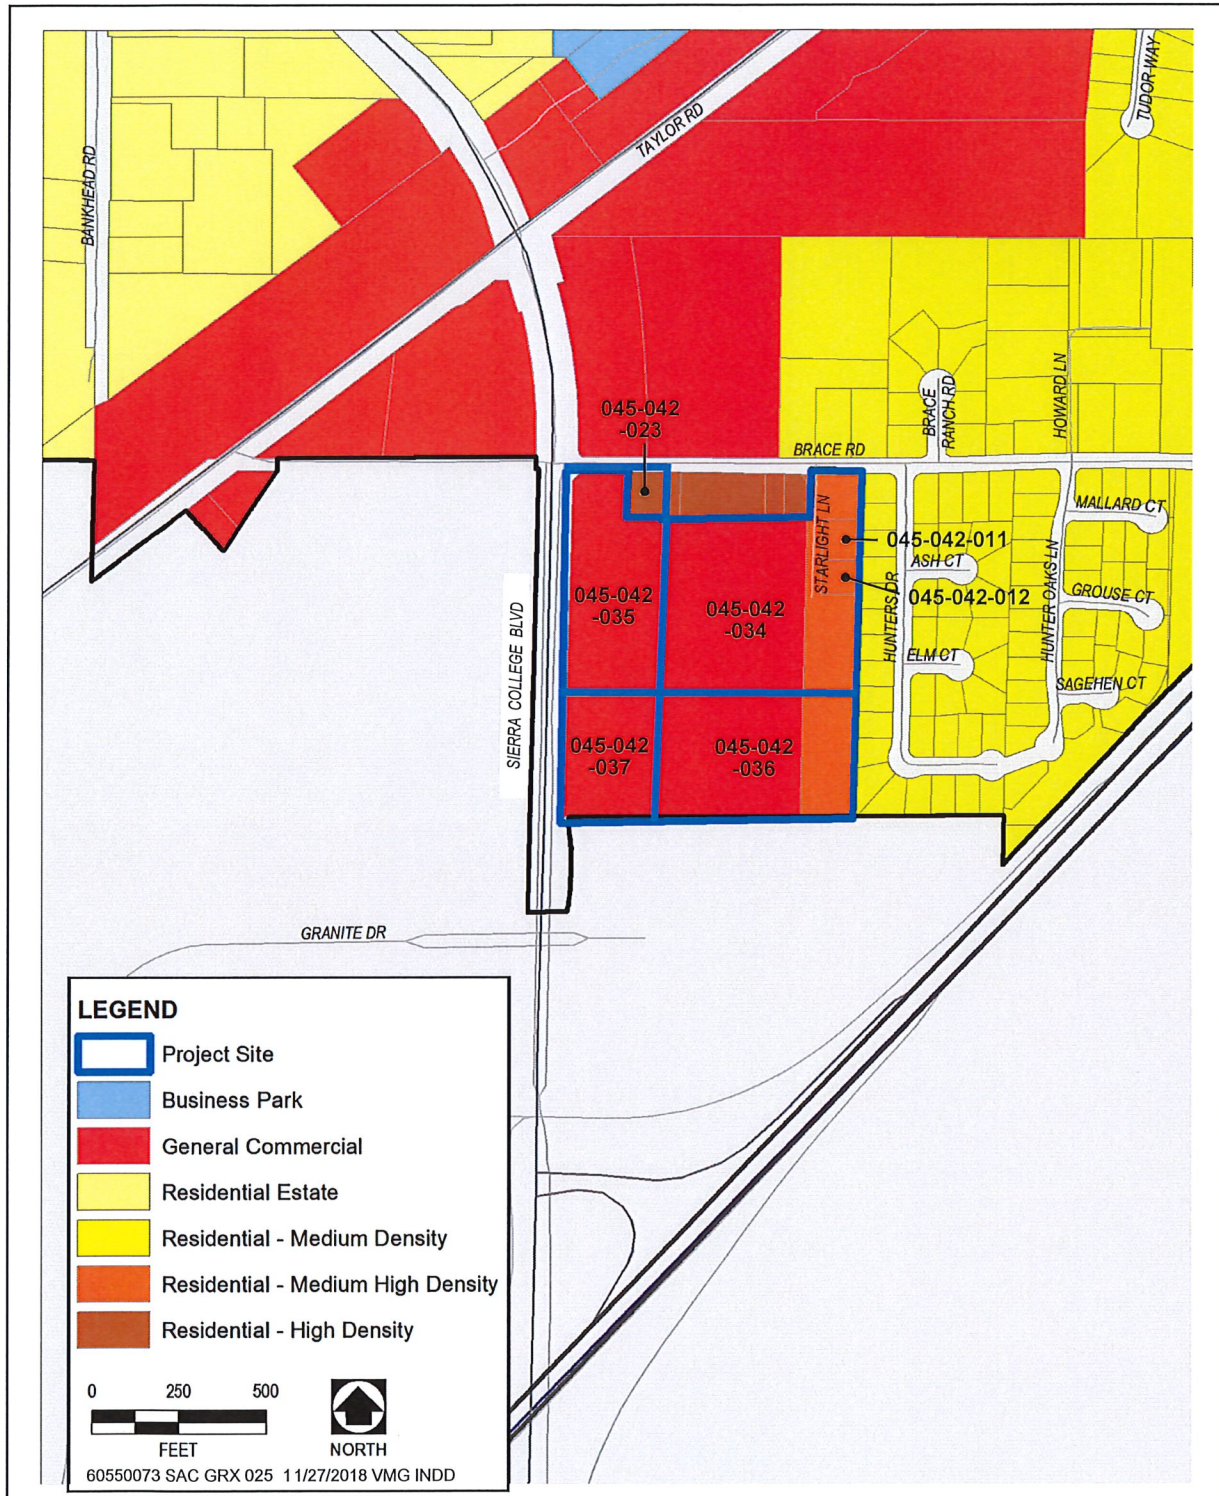 TUDOR WAY
TAYLOR RD
BANKHEAD RD
045-042
-023
BRACE
RANCH RD
HOWARD LN
BRACE RD
MALLARD CT
STARLIGHT LN
045-042-011
ASH CT
045-042-012
HUNTERS DR
HUNTER OAKS LN
GROUSE CT
045-042
-035
045-042
-034
SIERRA COLLEGE BLVD
ELM CT
SAGEHEN CT
045-042
-037
045-042
-036
GRANITE DR
LEGEND
Project Site
Business Park
General Commercial
Residential Estate
Residential - Medium Density
Residential - Medium High Density
Residential - High Density
0 250 500
FEET
NORTH
60550073 SAC GRX 025 11/27/2018 VMG INDD